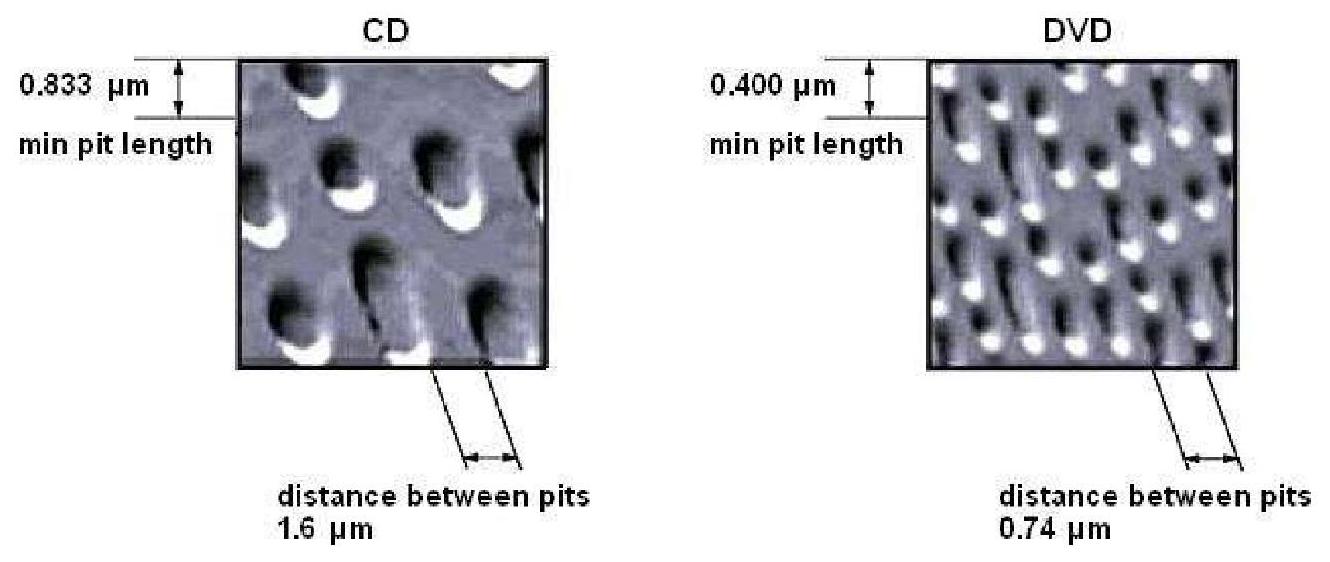 CD
0.833 µm
min pit length
distance between pits
1.6 µm
DVD
0.400 µm
min pit length
distance between pits
0.74 µm